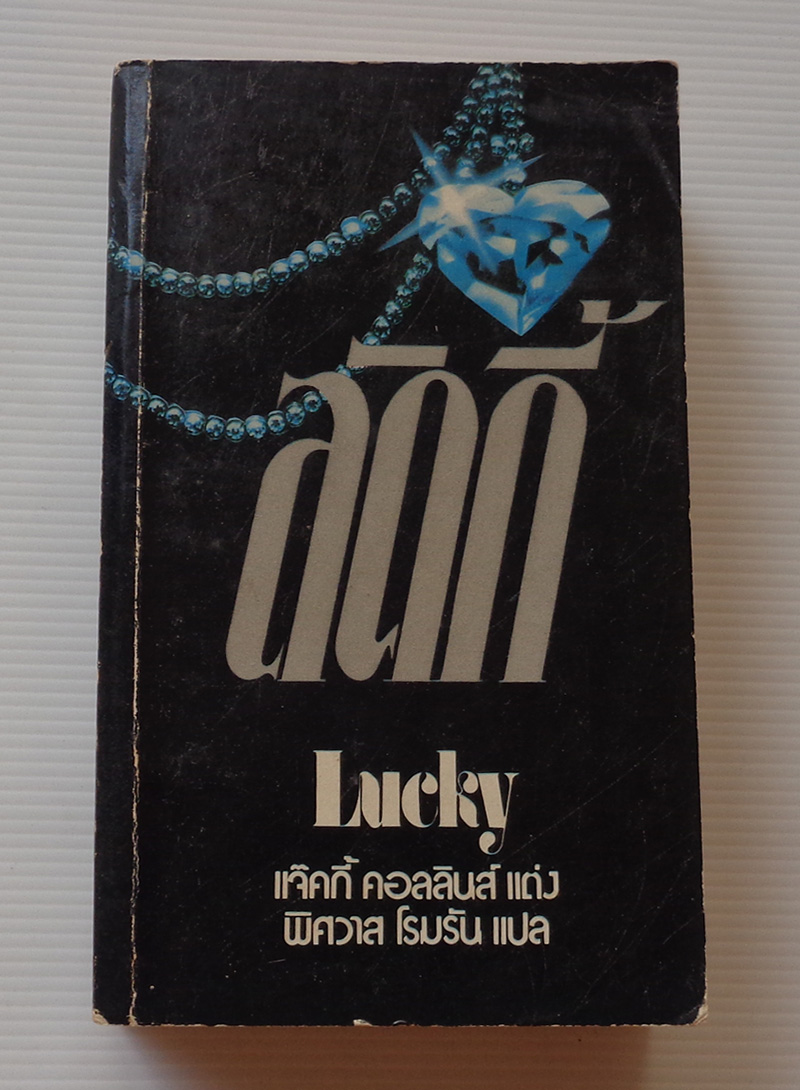 ลัคกี้
Lucky
แจ๊คกี้ คอลลินส์ แต่ง
พิศวาส โรมรัน แปล